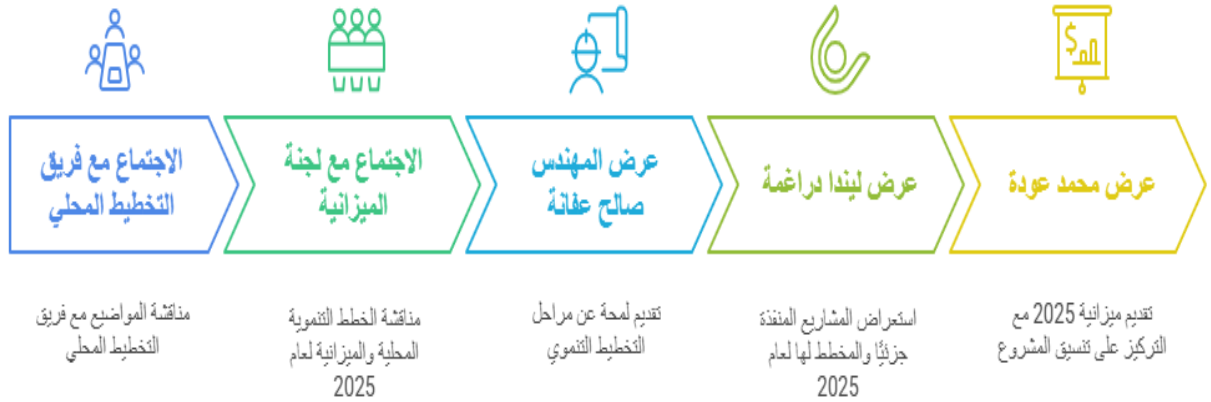 الاجتماع مع فريق
التخطيط المحلي
مناقشة المواضيع مع فريق
التخطيط المحلي
الاجتماع مع لجنة
الميزانية
مناقشة الخطط التنموية
المحلية والميزانية لعام
2025
عرض المهندس
صالح عفانة
تقديم لمحة عن مراحل
التخطيط التنموي
عرض ليندا دراغمة
استعراض المشاريع المنفذة
جزئيًا والمخطط لها لعام
2025
عرض محمد عودة
تقديم ميزانية 2025 مع
التركيز على تنسيق المشروع